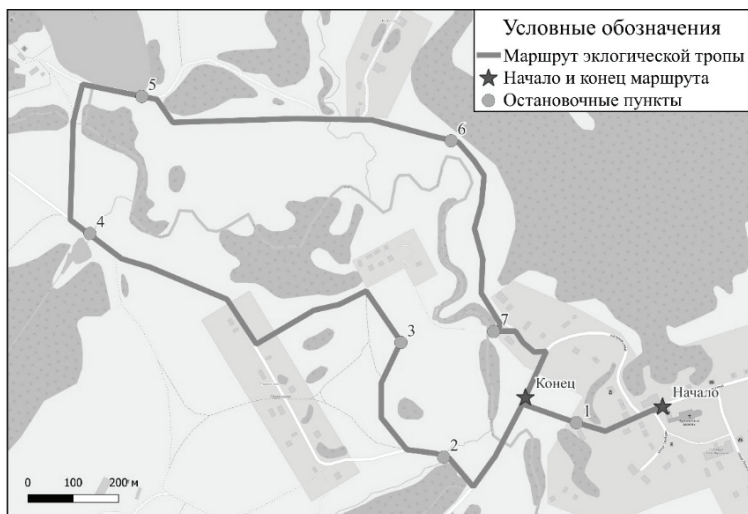 Условные обозначения
Маршрут эклогической тропы
Начало и конец маршрута
Остановочные пункты
5
6
4
3
7
Конец
Начало
1
2
0 100 200 м